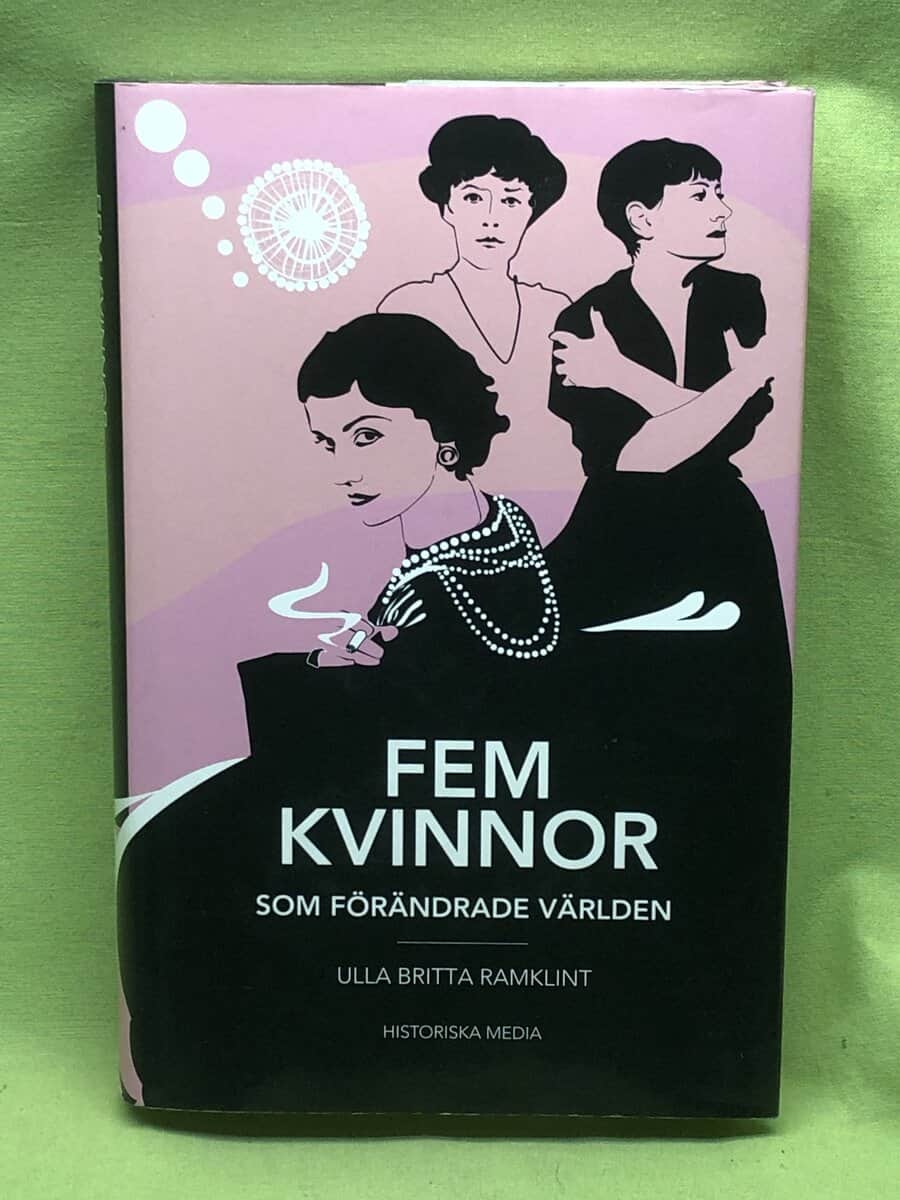 FEM
KVINNOR
SOM FÖRÄNDRADE VÄRLDEN
ULLA BRITTA RAMKLINT
HISTORISKA MEDIA